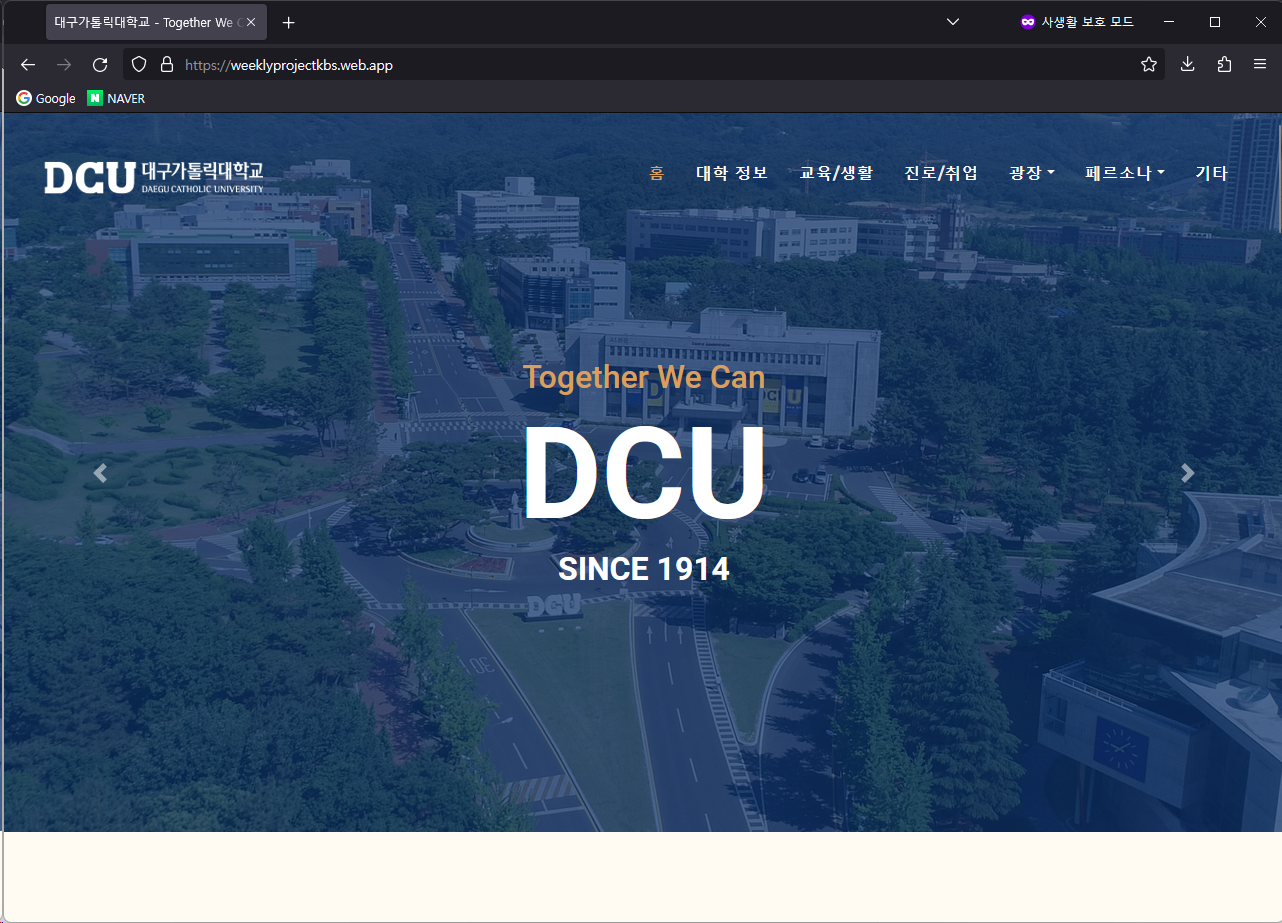 대구가톨릭대학교 - Together We C
사생활 보호 모드
https://weeklyprojectkbs.web.app
Google
NAVER
DCU 대구가톨릭대학교
DAEGU CATHOLIC UNIVERSITY
홈 대학 정보 교육/생활 진로/취업 광장 페르소나 기타
Together We Can
DCU
SINCE 1914
DCU
30